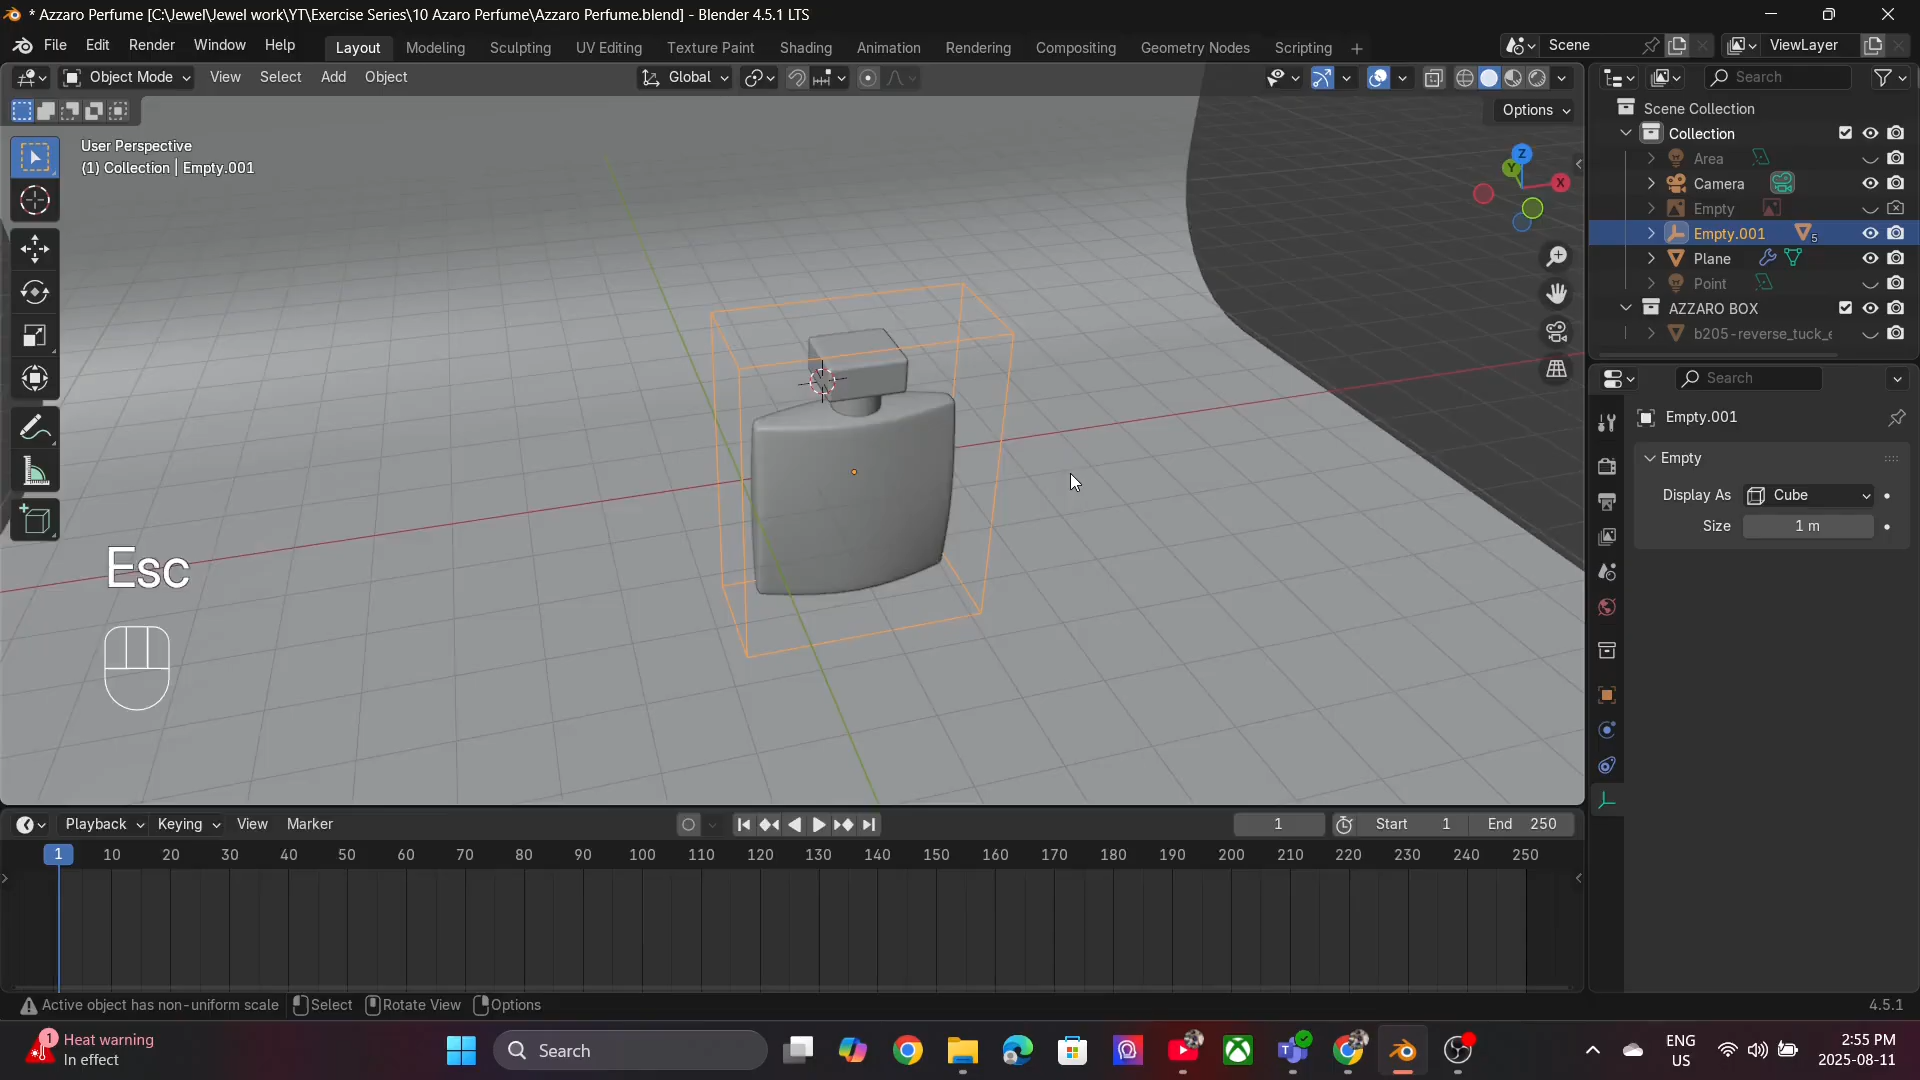 * Azzaro Perfume [C:\Jewel\Jewel work\YT\Exercise Series\10 Azaro Perfume\Azzaro Perfume.blend] - Blender 4.5.1 LTS
File Edit Render Window Help Layout Modeling Sculpting UV Editing Texture Paint Shading Animation Rendering Compositing Geometry Nodes Scripting + Scene ViewLayer
Object Mode View Select Add Object Global Search
Options
Scene Collection
Collection
Area
Camera
Empty
Empty.001 5
Plane
Point
AZZARO BOX
b205-reverse_tuck_e
User Perspective
(1) Collection | Empty.001
Z
Y
X
Esc
Search
Empty.001
Empty
Display As Cube
Size 1 m
Playback Keying View Marker 1 Start 1 End 250
1 10 20 30 40 50 60 70 80 90 100 110 120 130 140 150 160 170 180 190 200 210 220 230 240 250
Active object has non-uniform scale Select Rotate View Options 4.5.1
1 Heat warning
In effect
Search
ENG
US
2:55 PM
2025-08-11